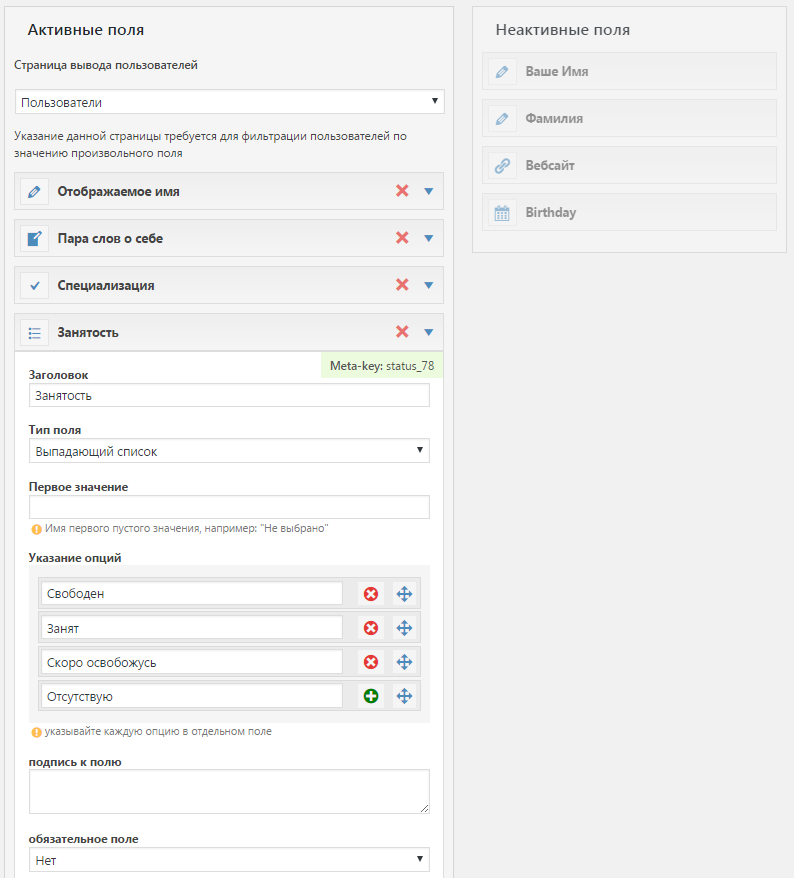 Активные поля
Страница вывода пользователей
Пользователи
Указание данной страницы требуется для фильтрации пользователей по
значению произвольного поля
Отображаемое имя
Пара слов о себе
Специализация
Занятость
Meta-key: status_78
Заголовок
Занятость
Тип поля
Выпадающий список
Первое значение
Имя первого пустого значения, например: "Не выбрано"
Указание опций
Свободен
Занят
Скоро освобожусь
Отсутствую
указывайте каждую опцию в отдельном поле
подпись к полю
обязательное поле
Нет
Неактивные поля
Ваше Имя
Фамилия
Вебсайт
Birthday